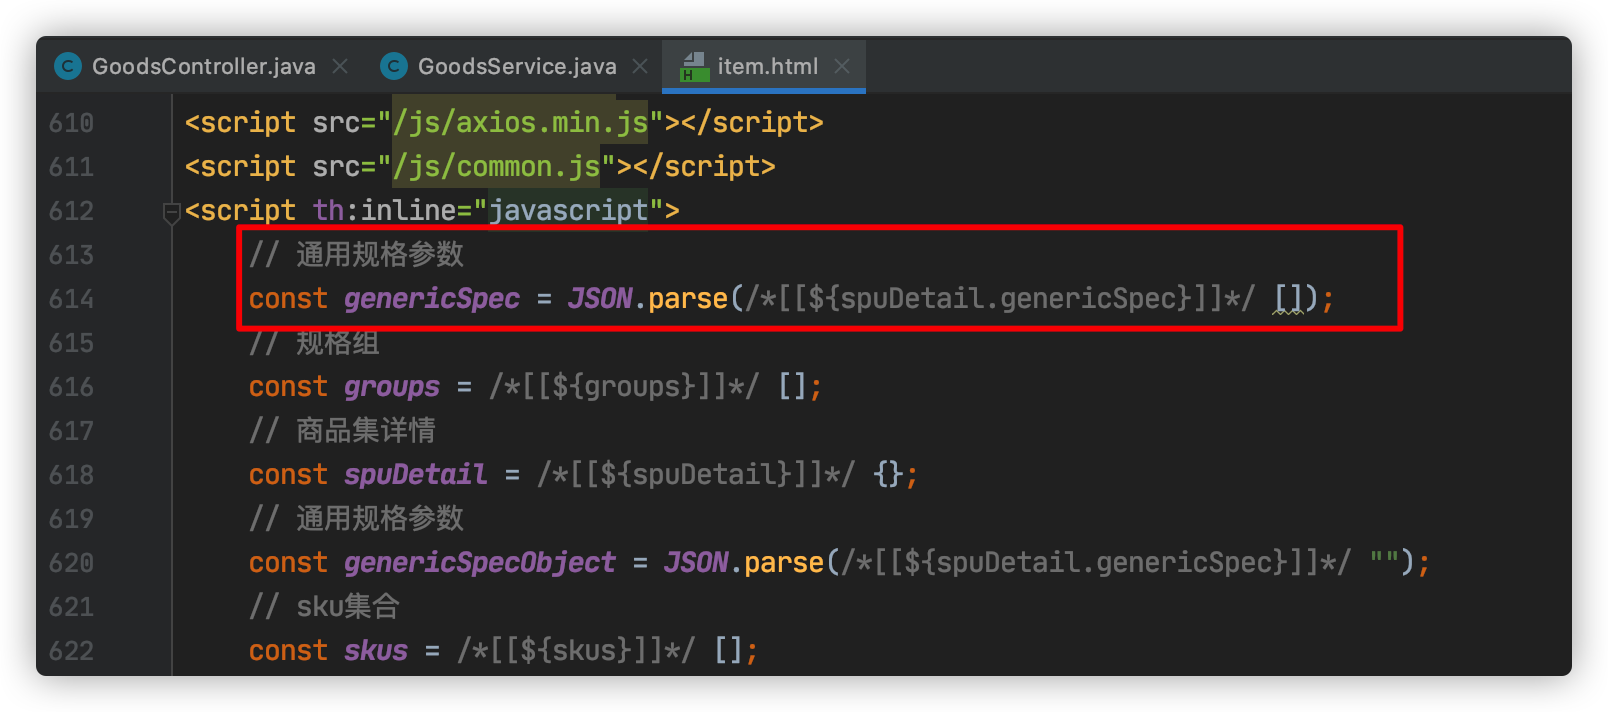 GoodsController.java GoodsService.java item.html
610 <script src="/js/axios.min.js"></script>
611 <script src="/js/common.js"></script>
612 <script th:inline="javascript">
613 // 通用规格参数
614 const genericSpec = JSON.parse(/*[[${spuDetail.genericSpec}]]*/ []);
615 // 规格组
616 const groups = /*[[${groups}]]*/ [];
617 // 商品集详情
618 const spuDetail = /*[[${spuDetail}]]*/ {};
619 // 通用规格参数
620 const genericSpecObject = JSON.parse(/*[[${spuDetail.genericSpec}]]*/ "");
621 // sku集合
622 const skus = /*[[${skus}]]*/ [];